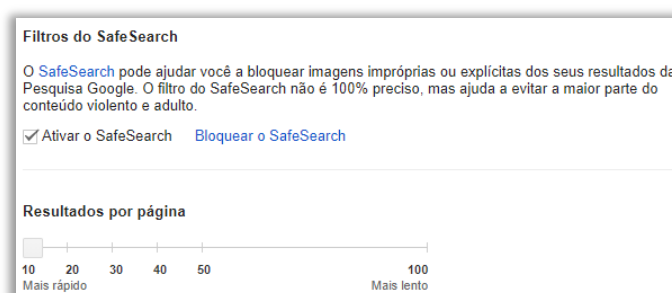 Filtros do SafeSearch
O SafeSearch pode ajudar você a bloquear imagens impróprias ou explícitas dos seus resultados da
Pesquisa Google. O filtro do SafeSearch não é 100% preciso, mas ajuda a evitar a maior parte do
conteúdo violento e adulto.
Ativar o SafeSearch Bloquear o SafeSearch
Resultados por página
10 20 30 40 50 100
Mais rápido Mais lento